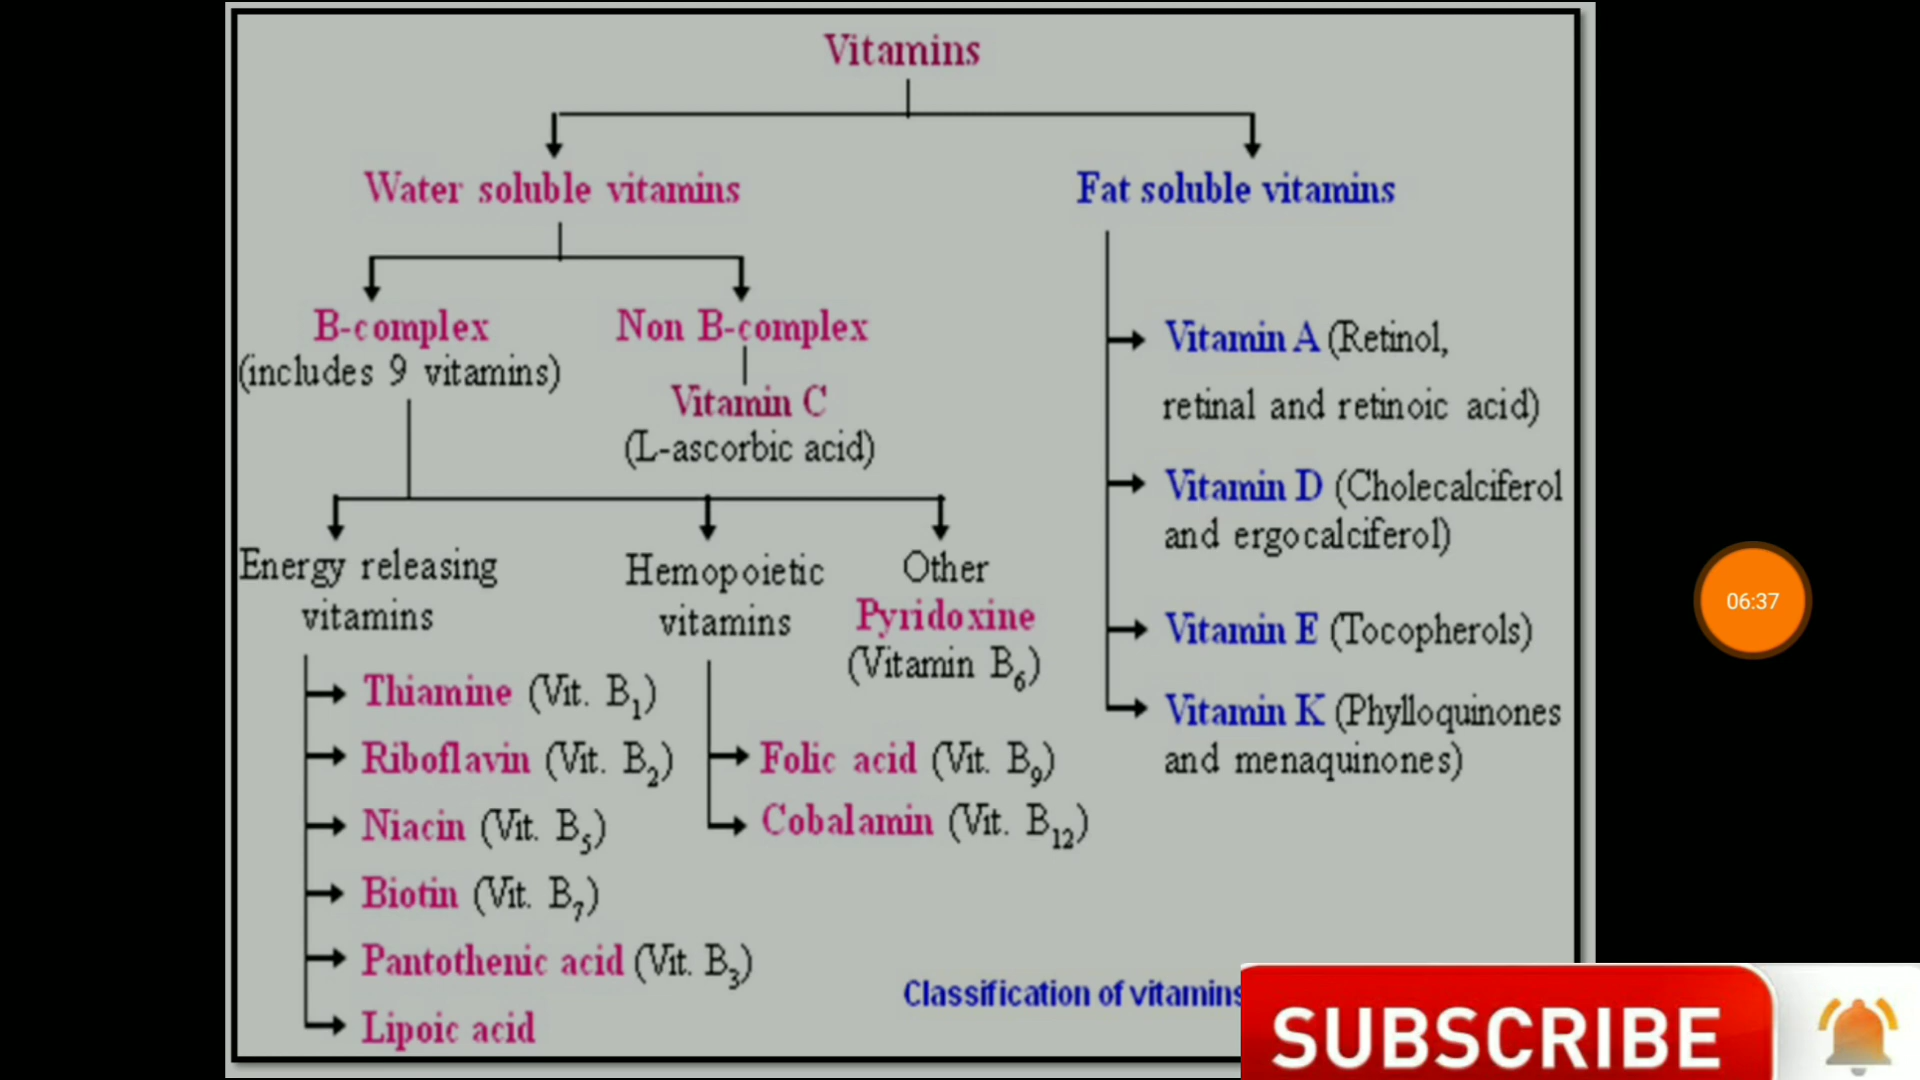 Vitamins
Water soluble vitamins
Fat soluble vitamins
B-complex
(includes 9 vitamins)
Non B-complex
Vitamin C
(L-ascorbic acid)
Energy releasing
vitamins
Thiamine (Vit. B₁)
Riboflavin (Vit. B₂)
Niacin (Vit. B₅)
Biotin (Vit. B₇)
Pantothenic acid (Vit. B₃)
Lipoic acid
Hemopoietic
vitamins
Folic acid (Vit. B₉)
Cobalamin (Vit. B₁₂)
Other
Pyridoxine
(Vitamin B₆)
Vitamin A (Retinol,
retinal and retinoic acid)
Vitamin D (Cholecalciferol
and ergocalciferol)
Vitamin E (Tocopherols)
Vitamin K (Phylloquinones
and menaquinones)
Classification of vitamins
06:37
SUBSCRIBE